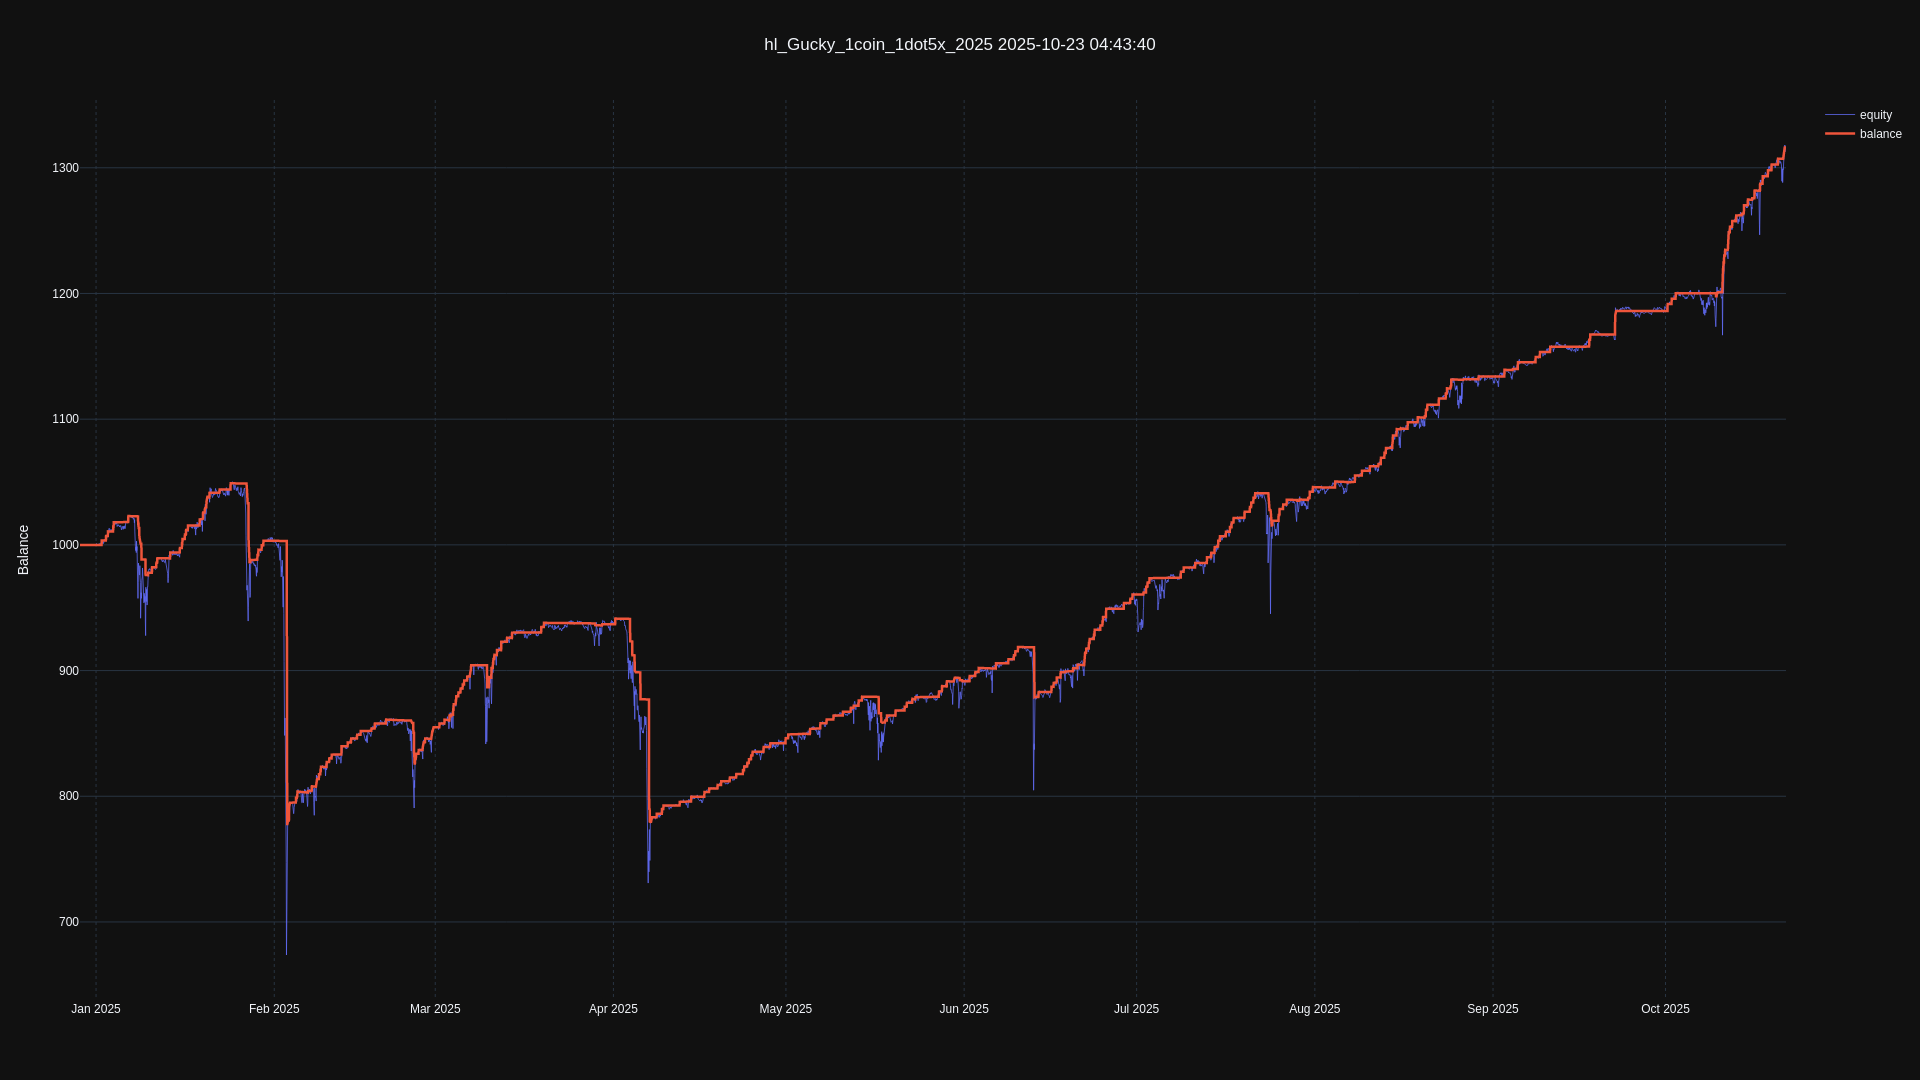 hl_Gucky_1coin_1dot5x_2025 2025-10-23 04:43:40
equity
balance
1300
1200
1100
1000
900
800
700
Balance
Jan 2025
Feb 2025
Mar 2025
Apr 2025
May 2025
Jun 2025
Jul 2025
Aug 2025
Sep 2025
Oct 2025